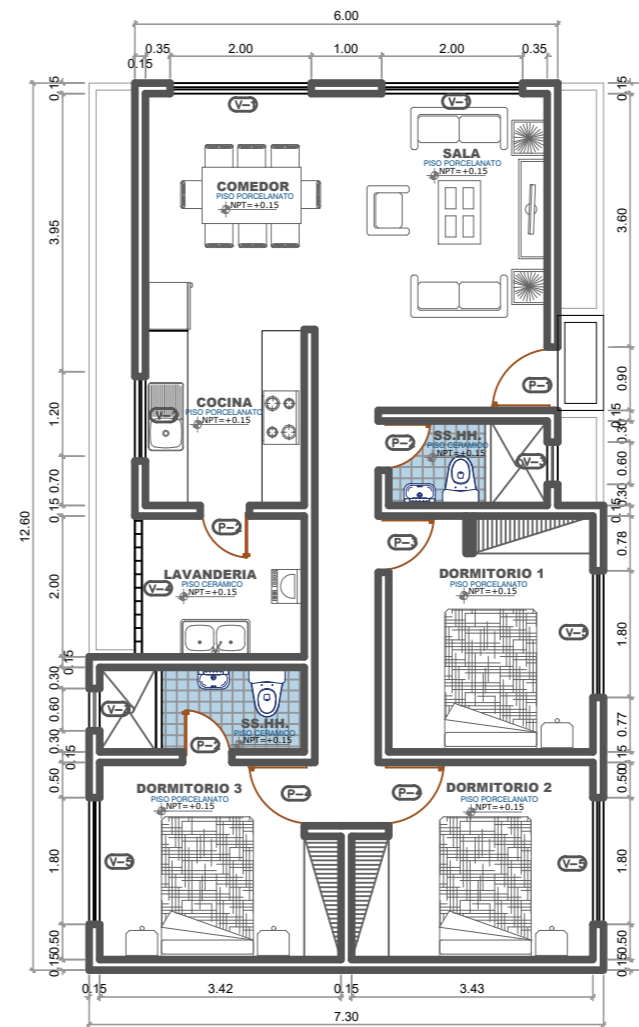 6.00
0.15
0.35
2.00
1.00
2.00
0.35
0.15
0.15
V-1
V-1
SALA
PISO PORCELANATO
NPT=+0.15
COMEDOR
PISO PORCELANATO
NPT=+0.15
3.95
3.60
P-1
0.90
COCINA
PISO PORCELANATO
NPT=+0.15
1.20
0.15
0.30
P-2
SS.HH.
PISO CERAMICO
NPT=+0.15
V-3
0.60
0.70
0.30
0.15
0.15
12.60
P-2
P-3
0.78
LAVANDERIA
PISO CERAMICO
NPT=+0.15
V-4
2.00
DORMITORIO 1
PISO PORCELANATO
NPT=+0.15
V-5
1.80
0.15
0.30
0.60
0.30
0.15
SS.HH.
PISO CERAMICO
NPT=+0.15
P-2
0.77
0.15
0.50
0.50
DORMITORIO 3
PISO PORCELANATO
NPT=+0.15
P-4
P-4
DORMITORIO 2
PISO PORCELANATO
NPT=+0.15
1.80
V-5
V-5
1.80
0.50
0.15
0.50
0.15
0.15
3.42
0.15
3.43
7.30